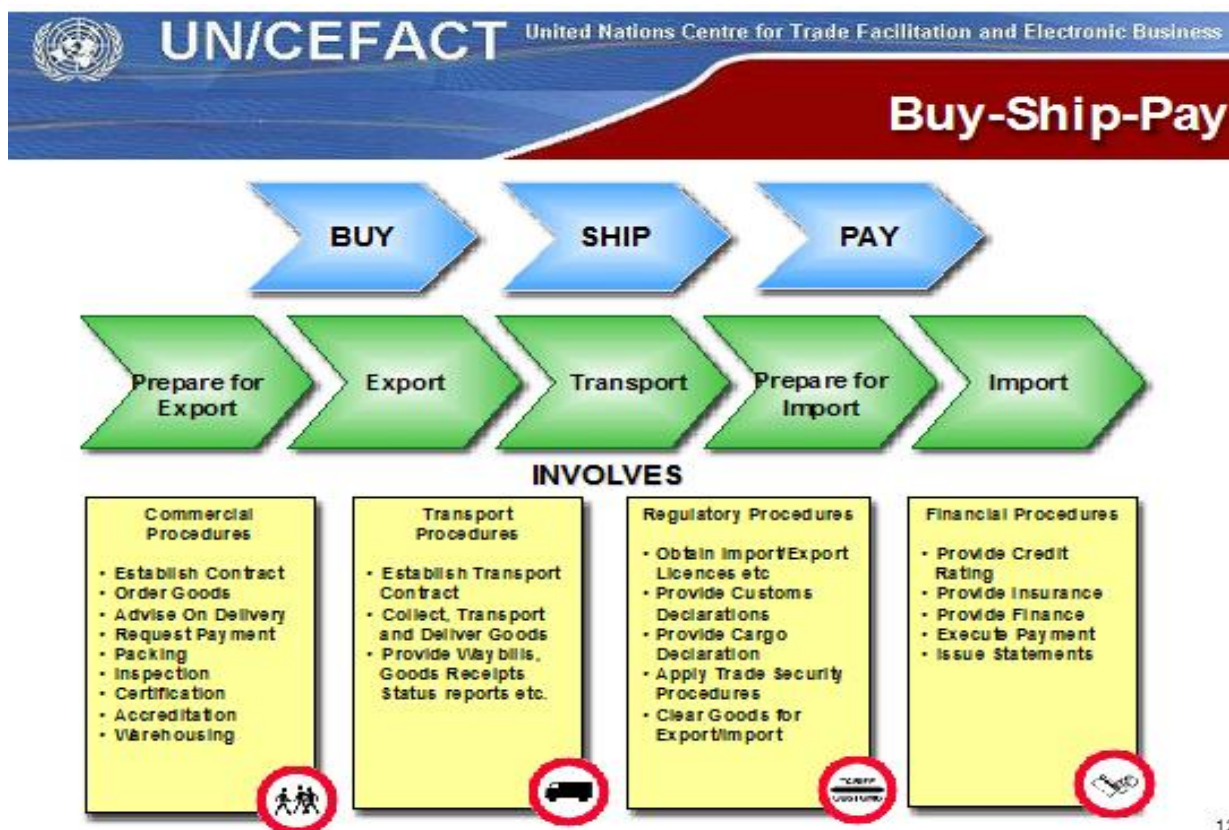 UN/CEFACT
United Nations Centre for Trade Facilitation and Electronic Business
Buy-Ship-Pay
BUY
SHIP
PAY
Prepare for
Export
Export
Transport
Prepare for
Import
Import
INVOLVES
Commercial
Procedures
• Establish Contract
• Order Goods
• Advise On Delivery
• Request Payment
• Packing
• Inspection
• Certification
• Accreditation
• Warehousing
Transport
Procedures
• Establish Transport
Contract
• Collect, Transport
and Deliver Goods
• Provide Waybills,
Goods Receipts
Status reports etc.
Regulatory Procedures
• Obtain Import/Export
Licences etc
• Provide Customs
Declarations
• Provide Cargo
Declaration
• Apply Trade Security
Procedures
• Clear Goods for
Export/Import
CUSTOMS
Financial Procedures
• Provide Credit
Rating
• Provide Insurance
• Provide Finance
• Execute Payment
• Issue Statements